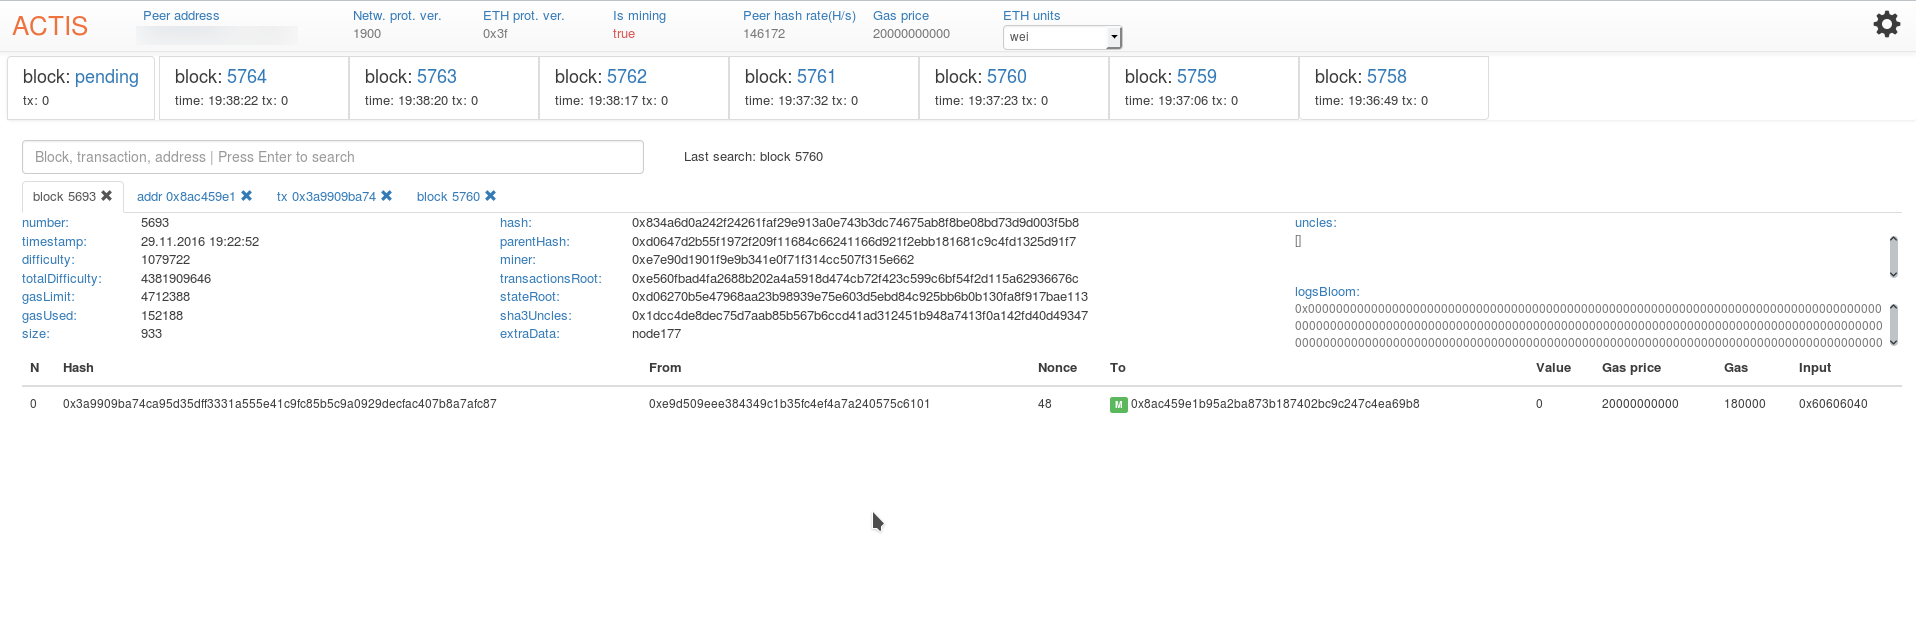 ACTIS
Peer address
Netw. prot. ver.
1900
ETH prot. ver.
0x3f
Is mining
true
Peer hash rate(H/s)
146172
Gas price
20000000000
ETH units
wei
block: pending
tx: 0
block: 5764
time: 19:38:22 tx: 0
block: 5763
time: 19:38:20 tx: 0
block: 5762
time: 19:38:17 tx: 0
block: 5761
time: 19:37:32 tx: 0
block: 5760
time: 19:37:23 tx: 0
block: 5759
time: 19:37:06 tx: 0
block: 5758
time: 19:36:49 tx: 0
Block, transaction, address | Press Enter to search
Last search: block 5760
block 5693 ✖ addr 0x8ac459e1 ✖ tx 0x3a9909ba74 ✖ block 5760 ✖
number: 5693
timestamp: 29.11.2016 19:22:52
difficulty: 1079722
totalDifficulty: 4381909646
gasLimit: 4712388
gasUsed: 152188
size: 933
hash: 0x834a6d0a242f24261faf29e913a0e743b3dc74675ab8f8be08bd73d9d003f5b8
parentHash: 0xd0647d2b55f1972f209f11684c66241166d921f2ebb181681c9c4fd1325d91f7
miner: 0xe7e90d1901f9e9b341e0f71f314cc507f315e662
transactionsRoot: 0xe560fbad4fa2688b202a4a5918d474cb72f423c599c6bf54f2d115a62936676c
stateRoot: 0xd06270b5e47968aa23b98939e75e603d5ebd84c925bb6b0b130fa8f917bae113
sha3Uncles: 0x1dcc4de8dec75d7aab85b567b6ccd41ad312451b948a7413f0a142fd40d49347
extraData: node177
uncles:
[]
logsBloom:
0x0000000000000000000000000000000000000000000000000000000000000000000000000000000000
000000000000000000000000000000000000000000000000000000000000000000000000000000000000
000000000000000000000000000000000000000000000000000000000000000000000000000000000000
N Hash From Nonce To Value Gas price Gas Input
0 0x3a9909ba74ca95d35dff3331a555e41c9fc85b5c9a0929decfac407b8a7afc87 0xe9d509eee384349c1b35fc4ef4a7a240575c6101 48 M 0x8ac459e1b95a2ba873b187402bc9c247c4ea69b8 0 20000000000 180000 0x60606040